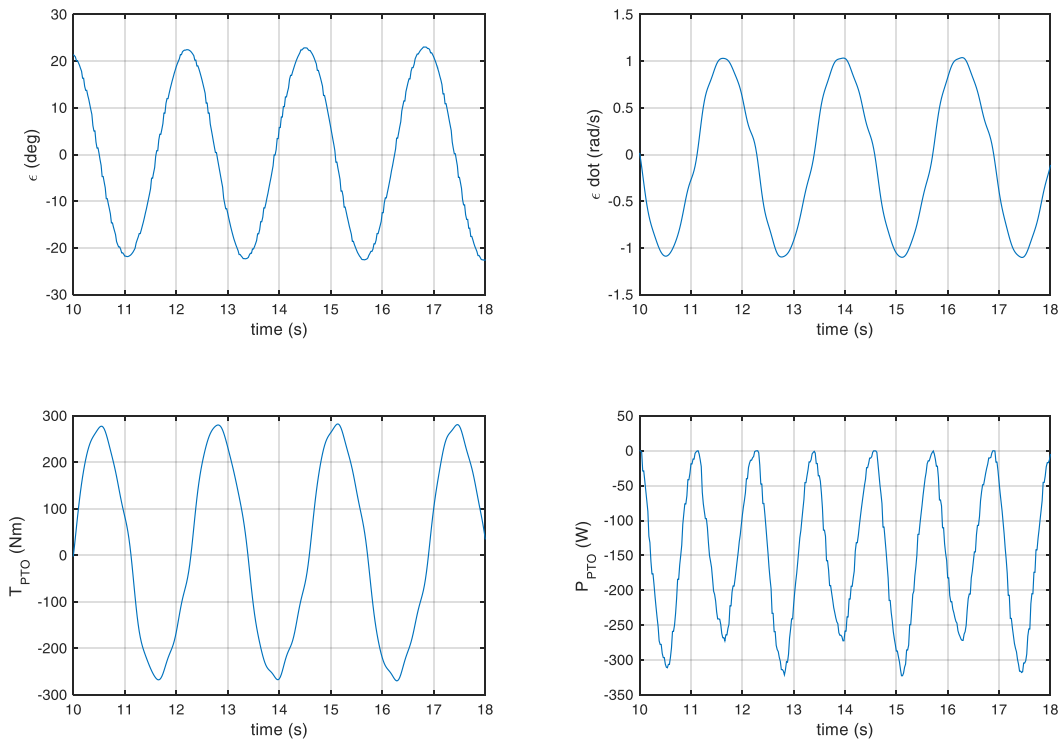 30
20
10
0
-10
-20
-30
ϵ (deg)
10 11 12 13 14 15 16 17 18
time (s)
1.5
1
0.5
0
-0.5
-1
-1.5
ϵ dot (rad/s)
10 11 12 13 14 15 16 17 18
time (s)
300
200
100
0
-100
-200
-300
T_PTO (Nm)
10 11 12 13 14 15 16 17 18
time (s)
50
0
-50
-100
-150
-200
-250
-300
-350
P_PTO (W)
10 11 12 13 14 15 16 17 18
time (s)